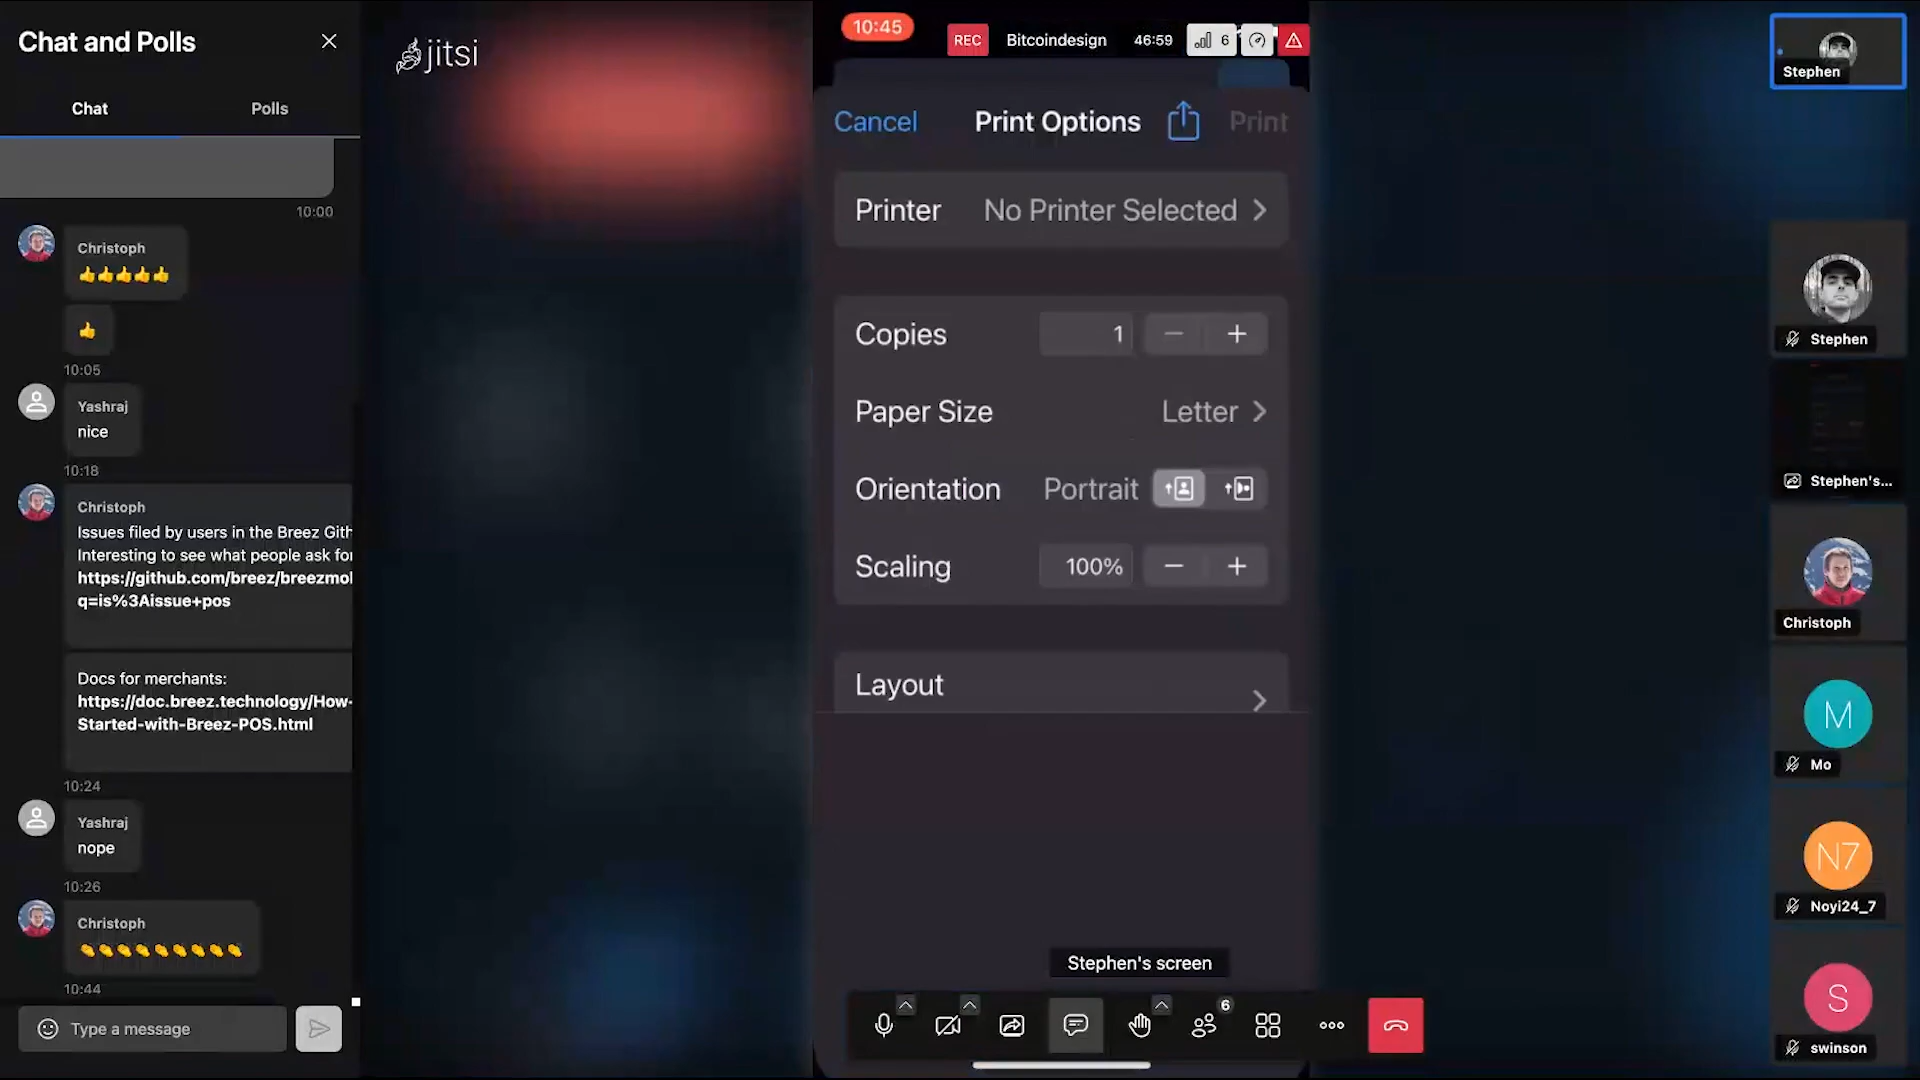 Chat and Polls
Chat
Polls
10:00
Christoph
👍👍👍👍👍
👍
10:05
Yashraj
nice
10:18
Christoph
Issues filed by users in the Breez Gith
Interesting to see what people ask for
https://github.com/breez/breezmol
q=is%3Aissue+pos
Docs for merchants:
https://doc.breez.technology/How-
Started-with-Breez-POS.html
10:24
Yashraj
nope
10:26
Christoph
👏👏👏👏👏👏👏👏👏
10:44
Type a message
jitsi
10:45
REC
Bitcoindesign
46:59
6
Cancel
Print Options
Print
Printer
No Printer Selected
Copies
1
Paper Size
Letter
Orientation
Portrait
Scaling
100%
Layout
Stephen's screen
6
Stephen
Stephen
Stephen's...
Christoph
M
Mo
N7
Noyi24_7
S
swinson